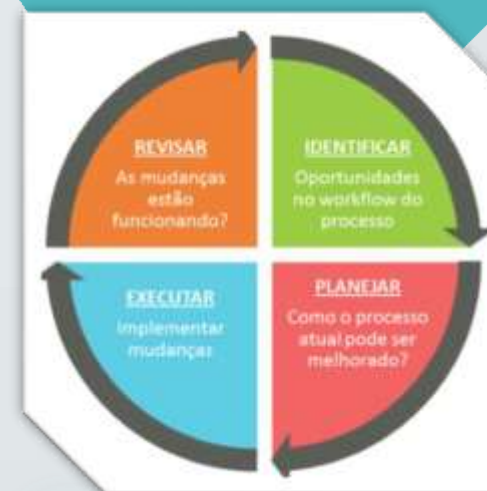 REVISAR
As mudanças
estão
funcionando?
IDENTIFICAR
Oportunidades
no workflow do
processo
EXECUTAR
Implementar
mudanças
PLANEJAR
Como o processo
atual pode ser
melhorado?